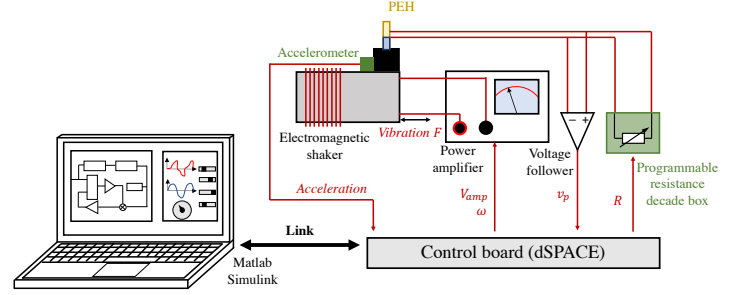 PEH
Accelerometer
Electromagnetic
shaker
Vibration F
Power
amplifier
− +
Voltage
follower
Programmable
resistance
decade box
Acceleration
V_amp
ω
v_p
R
Link
Matlab
Simulink
Control board (dSPACE)